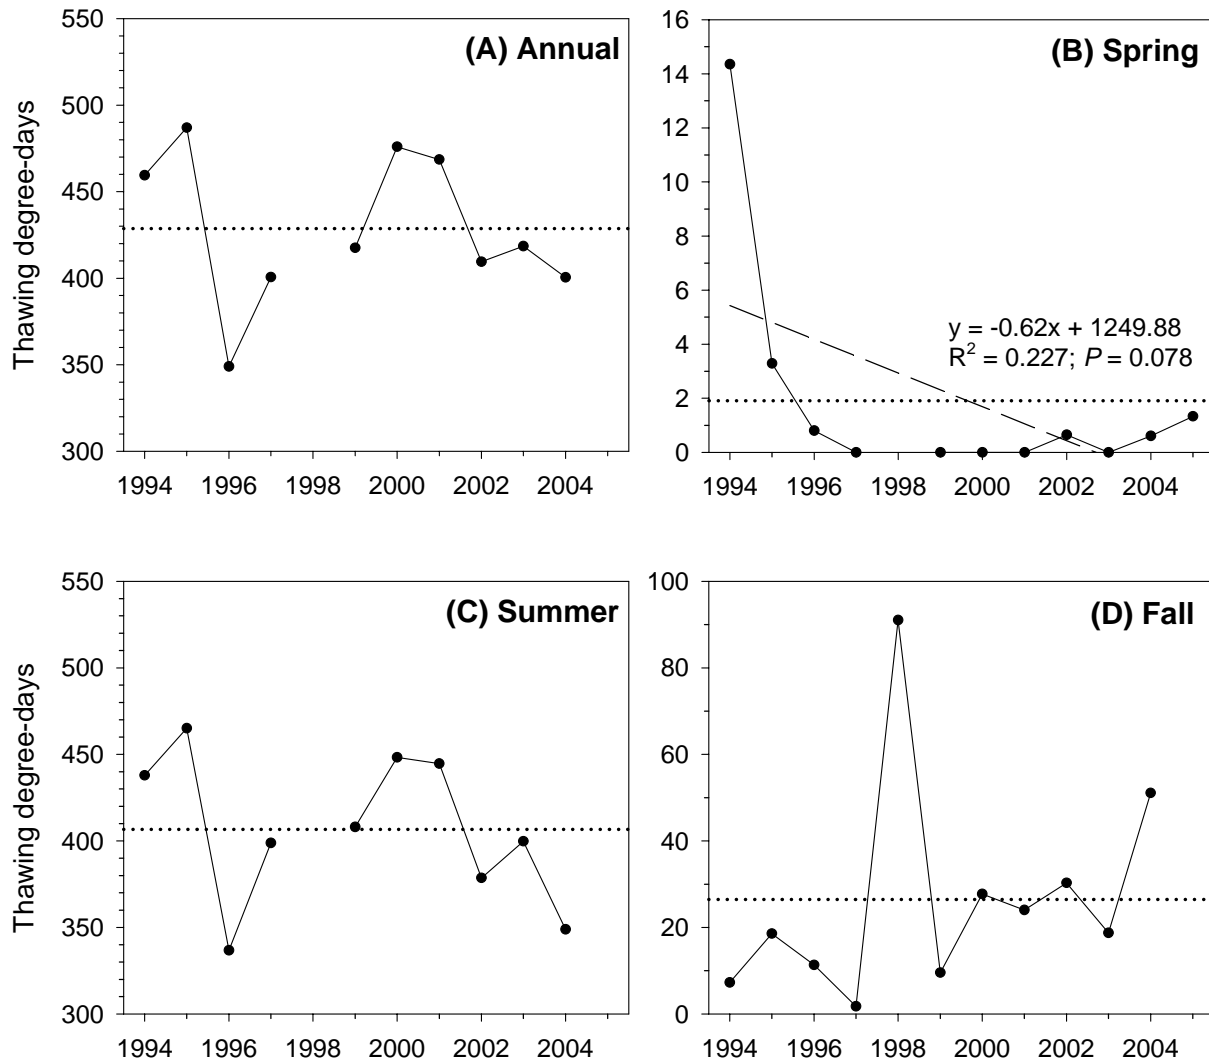 (A) Annual
550
500
450
400
350
300
Thawing degree-days
1994 1996 1998 2000 2002 2004
(B) Spring
16
14
12
10
8
6
4
2
0
y = -0.62x + 1249.88
R² = 0.227; P = 0.078
1994 1996 1998 2000 2002 2004
(C) Summer
550
500
450
400
350
300
Thawing degree-days
1994 1996 1998 2000 2002 2004
(D) Fall
100
80
60
40
20
0
1994 1996 1998 2000 2002 2004